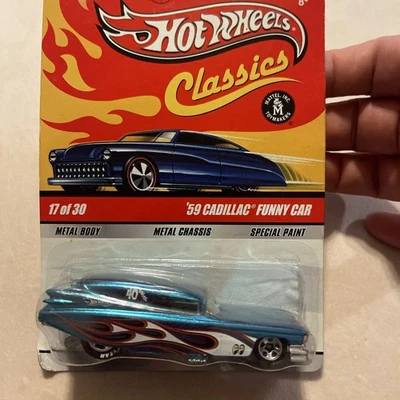 8+
HOT WHEELS
Classics
MATTEL, INC.
M
TOYMAKERS
17 of 30
'59 CADILLAC® FUNNY CAR
METAL BODY METAL CHASSIS SPECIAL PAINT